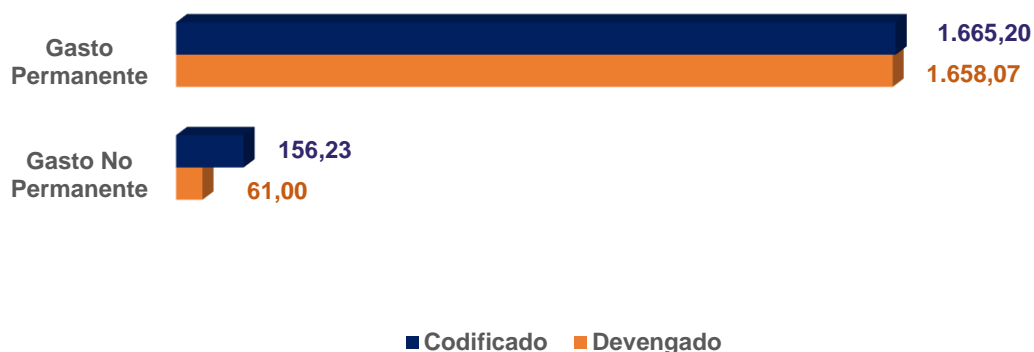 Gasto
Permanente
1.665,20
1.658,07
Gasto No
Permanente
156,23
61,00
Codificado Devengado